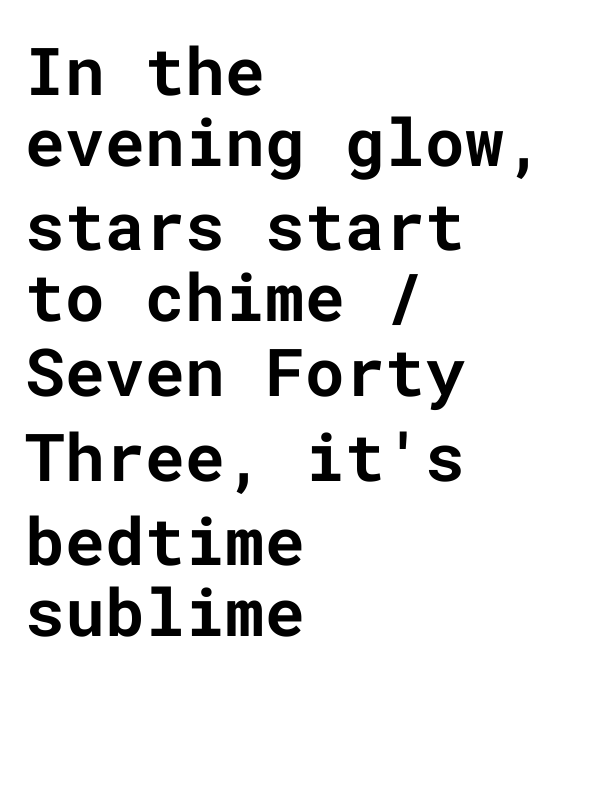 In the
evening glow,
stars start
to chime /
Seven Forty
Three, it's
bedtime
sublime